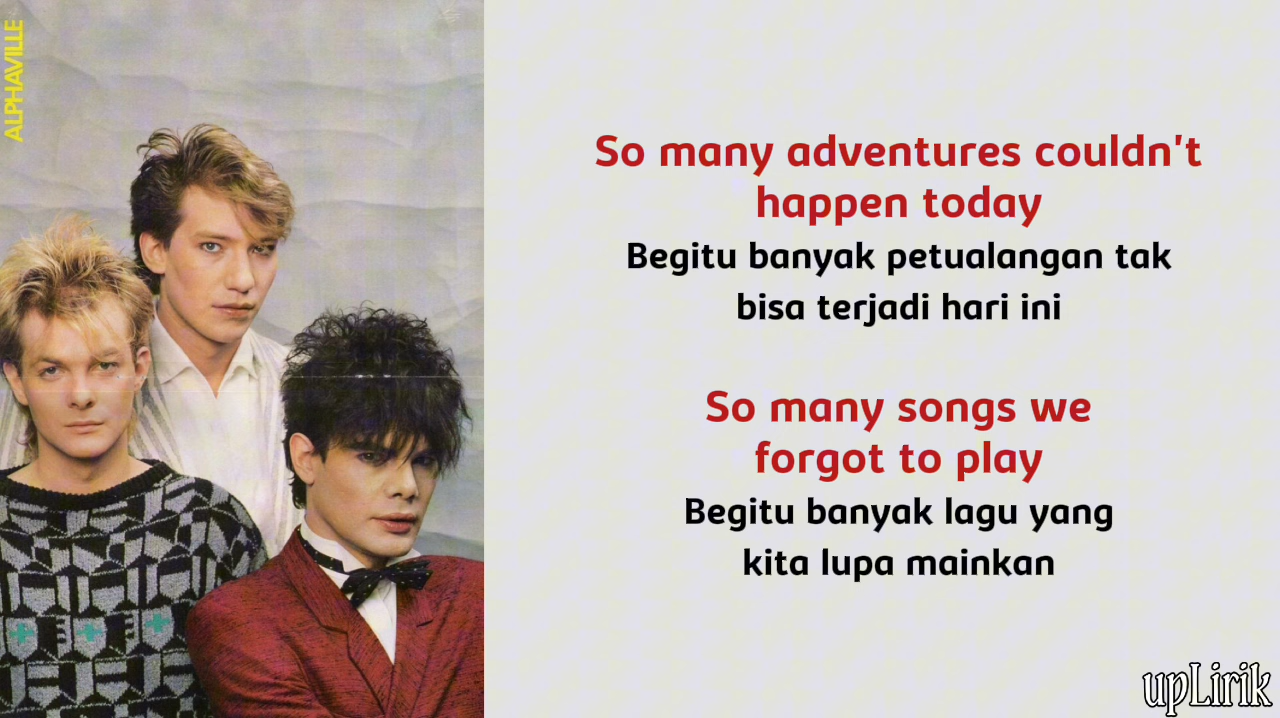 ALPHAVILLE
So many adventures couldn't
happen today
Begitu banyak petualangan tak
bisa terjadi hari ini
So many songs we
forgot to play
Begitu banyak lagu yang
kita lupa mainkan
upLirik